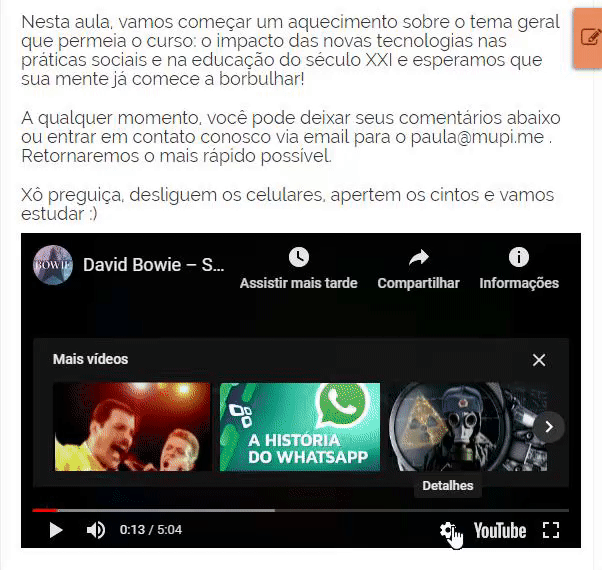 Nesta aula, vamos começar um aquecimento sobre o tema geral
que permeia o curso: o impacto das novas tecnologias nas
práticas sociais e na educação do século XXI e esperamos que
sua mente já comece a borbulhar!
A qualquer momento, você pode deixar seus comentários abaixo
ou entrar em contato conosco via email para o paula@mupi.me .
Retornaremos o mais rápido possível.
Xô preguiça, desliguem os celulares, apertem os cintos e vamos
estudar :)
BOWIE
David Bowie – S...
Assistir mais tarde
Compartilhar
Informações
Mais vídeos
A HISTÓRIA
DO WHATSAPP
Detalhes
0:13 / 5:04
YouTube